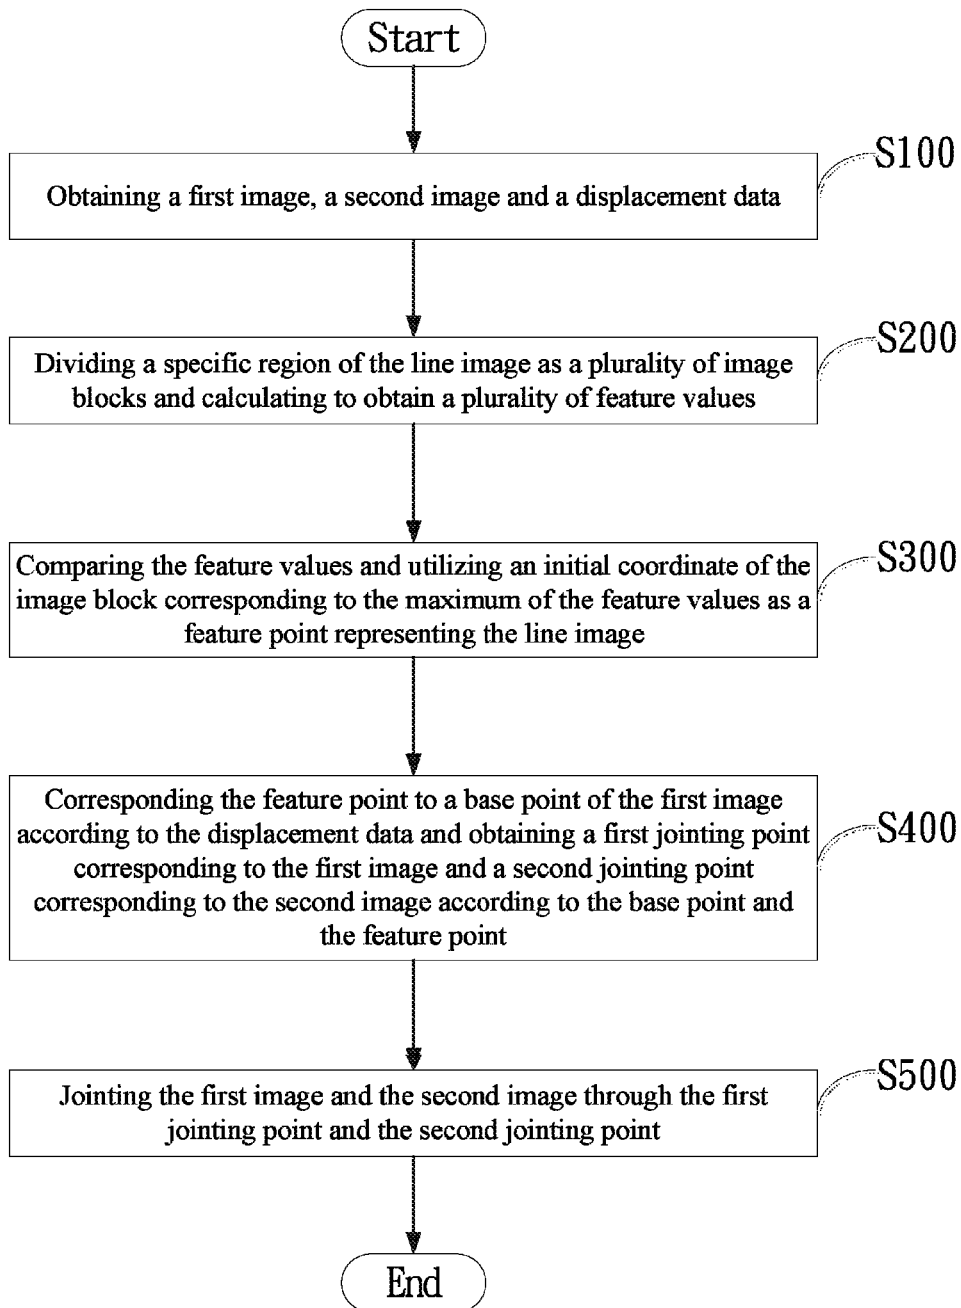 Start
S100
Obtaining a first image, a second image and a displacement data
S200
Dividing a specific region of the line image as a plurality of image
blocks and calculating to obtain a plurality of feature values
S300
Comparing the feature values and utilizing an initial coordinate of the
image block corresponding to the maximum of the feature values as a
feature point representing the line image
S400
Corresponding the feature point to a base point of the first image
according to the displacement data and obtaining a first jointing point
corresponding to the first image and a second jointing point
corresponding to the second image according to the base point and
the feature point
S500
Jointing the first image and the second image through the first
jointing point and the second jointing point
End